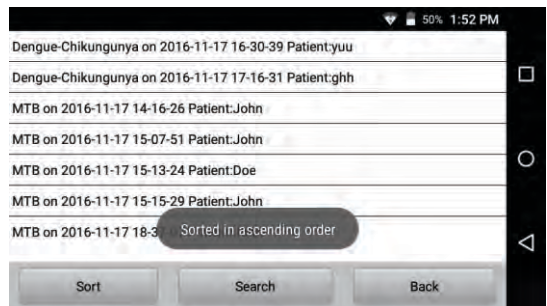 50% 1:52 PM
Dengue-Chikungunya on 2016-11-17 16-30-39 Patient:yuu
Dengue-Chikungunya on 2016-11-17 17-16-31 Patient:ghh
MTB on 2016-11-17 14-16-26 Patient:John
MTB on 2016-11-17 15-07-51 Patient:John
MTB on 2016-11-17 15-13-24 Patient:Doe
MTB on 2016-11-17 15-15-29 Patient:John
MTB on 2016-11-17 18-3
Sorted in ascending order
Sort Search Back